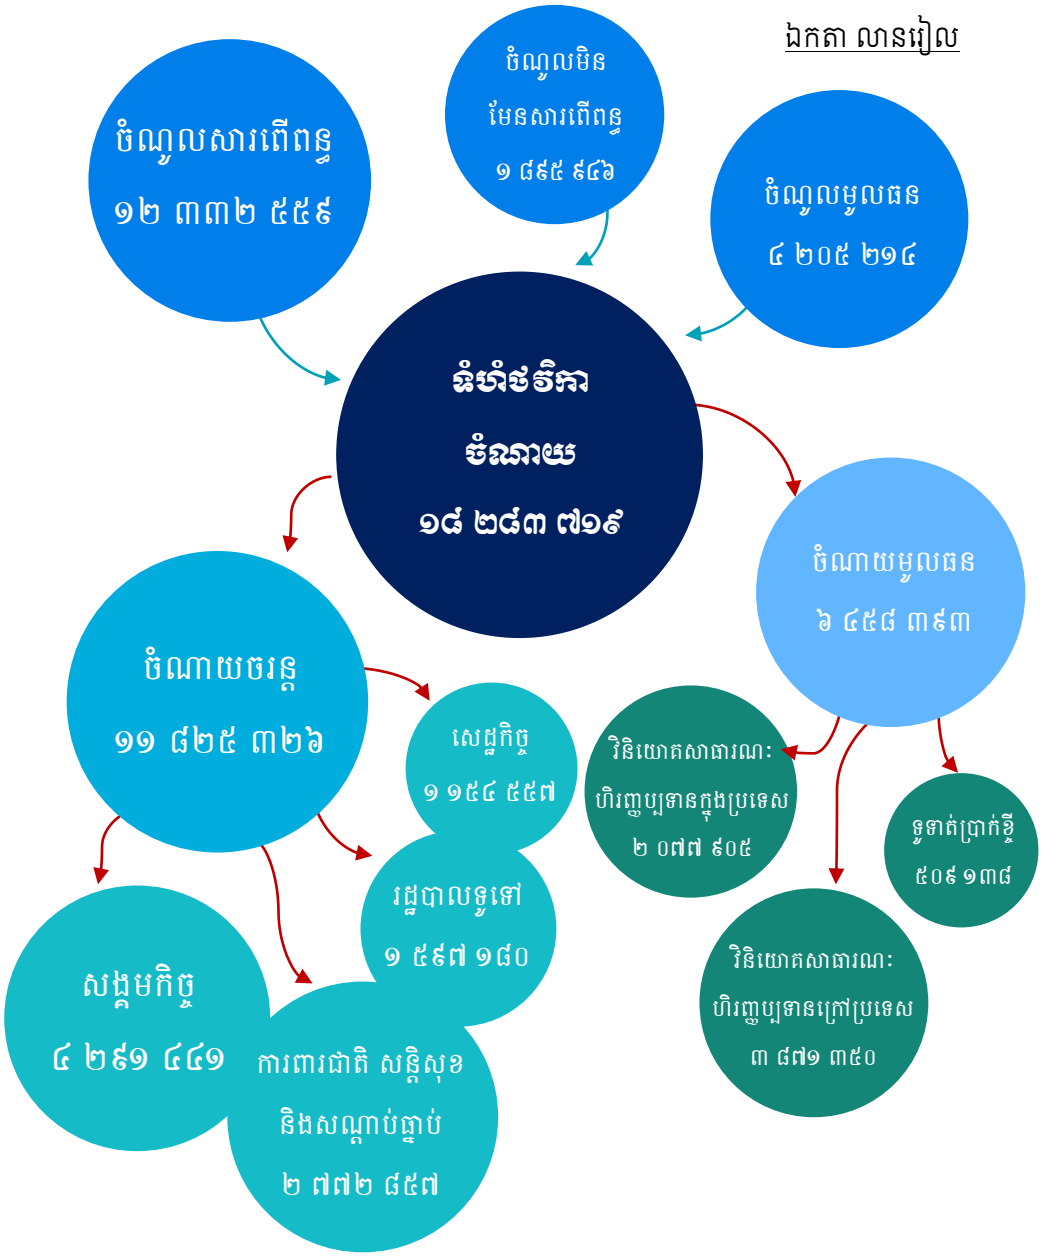 ឯកតា លានរៀល
ចំណូលមិន
មែនសារពើពន្ធ
១ ៨៩៥ ៩៤៦
ចំណូលសារពើពន្ធ
១២ ៣៣២ ៥៥៩
ចំណូលមូលធន
៤ ២០៥ ២១៤
ទំហំថវិកា
ចំណាយ
១៨ ២៨៣ ៧១៩
ចំណាយមូលធន
៦ ៤៥៨ ៣៩៣
ចំណាយចរន្ត
១១ ៨២៥ ៣២៦
សេដ្ឋកិច្ច
១ ១៥៤ ៥៥៧
វិនិយោគសាធារណៈ
ហិរញ្ញប្បទានក្នុងប្រទេស
២ ០៧៧ ៩០៥
ទូទាត់ប្រាក់ខ្ចី
៥០៩ ១៣៨
រដ្ឋបាលទូទៅ
១ ៥៩៧ ១៨០
វិនិយោគសាធារណៈ
ហិរញ្ញប្បទានក្រៅប្រទេស
៣ ៨៧១ ៣៥០
សង្គមកិច្ច
៤ ២៩១ ៤៤១
ការពារជាតិ សន្តិសុខ
និងសណ្តាប់ធ្នាប់
២ ៧៧២ ៨៥៧